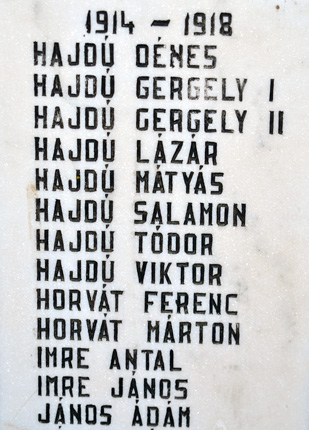 1914 - 1918
HAJDÚ DÉNES
HAJDÚ GERGELY I
HAJDÚ GERGELY II
HAJDÚ LÁZÁR
HAJDÚ MÁTYÁS
HAJDÚ SALAMON
HAJDÚ TÓDOR
HAJDÚ VIKTOR
HORVÁT FERENC
HORVÁT MÁRTON
IMRE ANTAL
IMRE JÁNOS
JÁNOS ÁDÁM